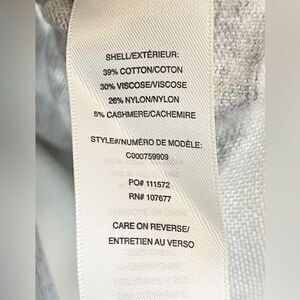 SHELL/EXTÉRIEUR:
39% COTTON/COTON
30% VISCOSE/VISCOSE
26% NYLON/NYLON
5% CASHMERE/CACHEMIRE
STYLE#/NUMÉRO DE MODÈLE:
C000759909
PO# 111572
RN# 107677
CARE ON REVERSE/
ENTRETIEN AU VERSO